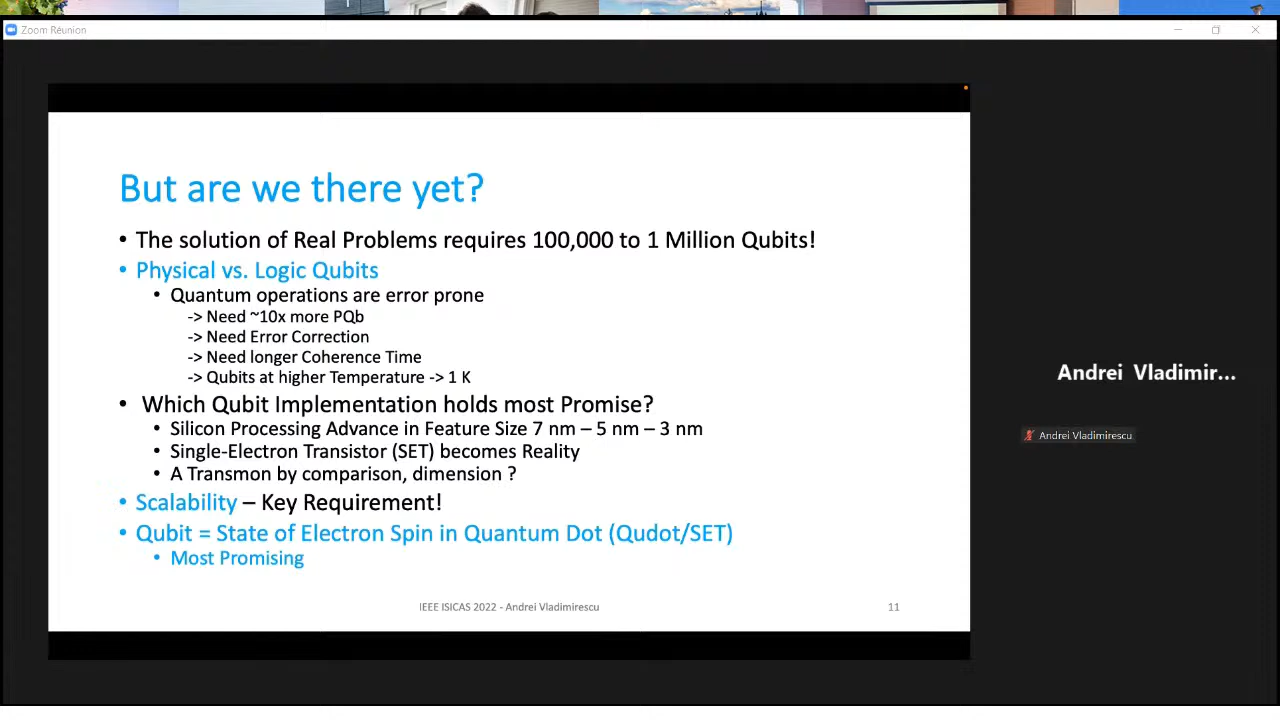 Zoom Réunion
But are we there yet?
• The solution of Real Problems requires 100,000 to 1 Million Qubits!
• Physical vs. Logic Qubits
• Quantum operations are error prone
-> Need ~10x more PQb
-> Need Error Correction
-> Need longer Coherence Time
-> Qubits at higher Temperature -> 1 K
• Which Qubit Implementation holds most Promise?
• Silicon Processing Advance in Feature Size 7 nm – 5 nm – 3 nm
• Single-Electron Transistor (SET) becomes Reality
• A Transmon by comparison, dimension ?
• Scalability – Key Requirement!
• Qubit = State of Electron Spin in Quantum Dot (Qudot/SET)
• Most Promising
IEEE ISICAS 2022 - Andrei Vladimirescu
11
Andrei Vladimir...
Andrei Vladimirescu